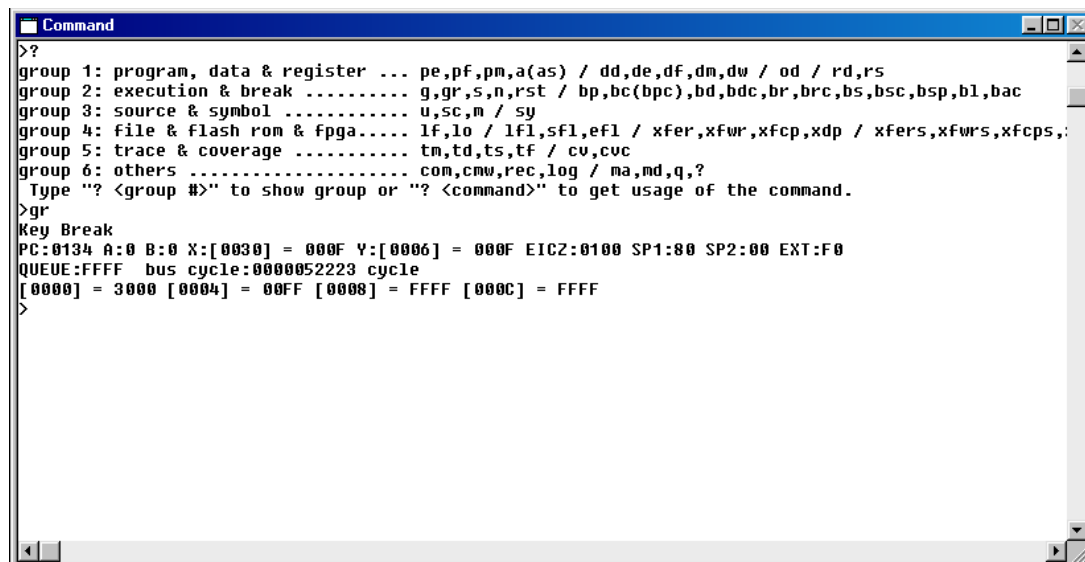 Command
>?
group 1: program, data & register ... pe,pf,pm,a(as) / dd,de,df,dm,dw / od / rd,rs
group 2: execution & break .......... g,gr,s,n,rst / bp,bc(bpc),bd,bdc,br,brc,bs,bsc,bsp,bl,bac
group 3: source & symbol ............ u,sc,m / sy
group 4: file & flash rom & fpga..... lf,lo / lfl,sfl,efl / xfer,xfwr,xfcp,xdp / xfers,xfwrs,xfcps,
group 5: trace & coverage ........... tm,td,ts,tf / cv,cvc
group 6: others ..................... com,cmw,rec,log / ma,md,q,?
Type "? <group #>" to show group or "? <command>" to get usage of the command.
>gr
Key Break
PC:0134 A:0 B:0 X:[0030] = 000F Y:[0006] = 000F EICZ:0100 SP1:80 SP2:00 EXT:F0
QUEUE:FFFF  bus cycle:0000052223 cycle
[0000] = 3000 [0004] = 00FF [0008] = FFFF [000C] = FFFF
>